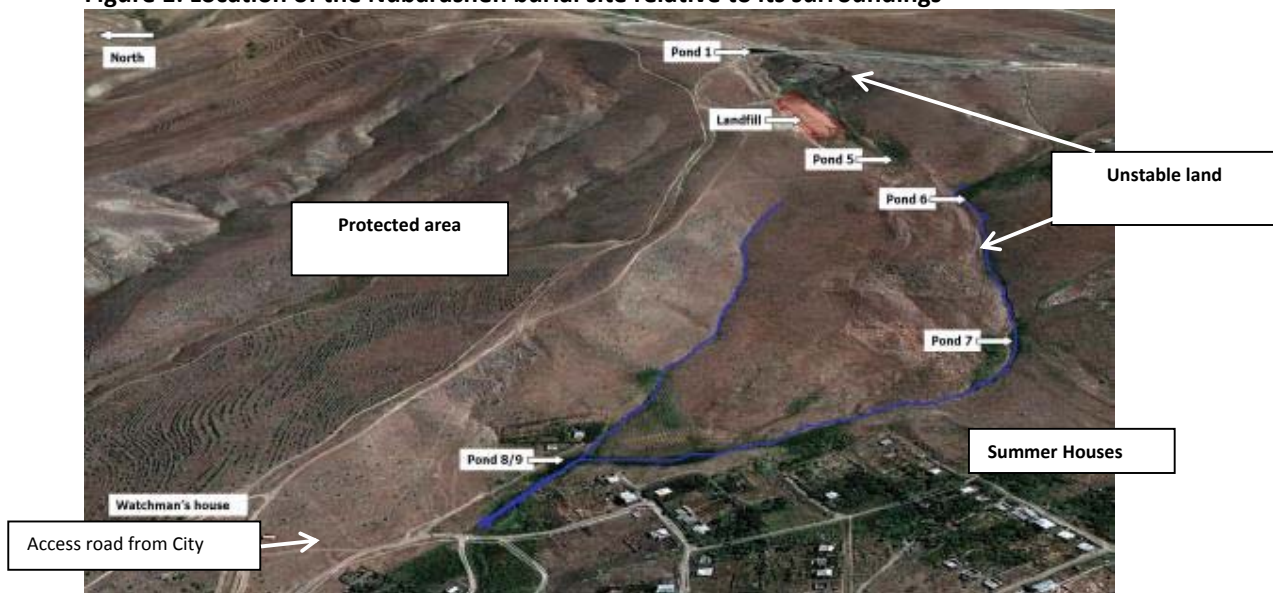 Figure Location of the Nubarashen burial site relative to its surroundings
North
Pond 1
Landfill
Pond 5
Unstable land
Pond 6
Protected area
Pond 7
Summer Houses
Pond 8/9
Watchman's house
Access road from City